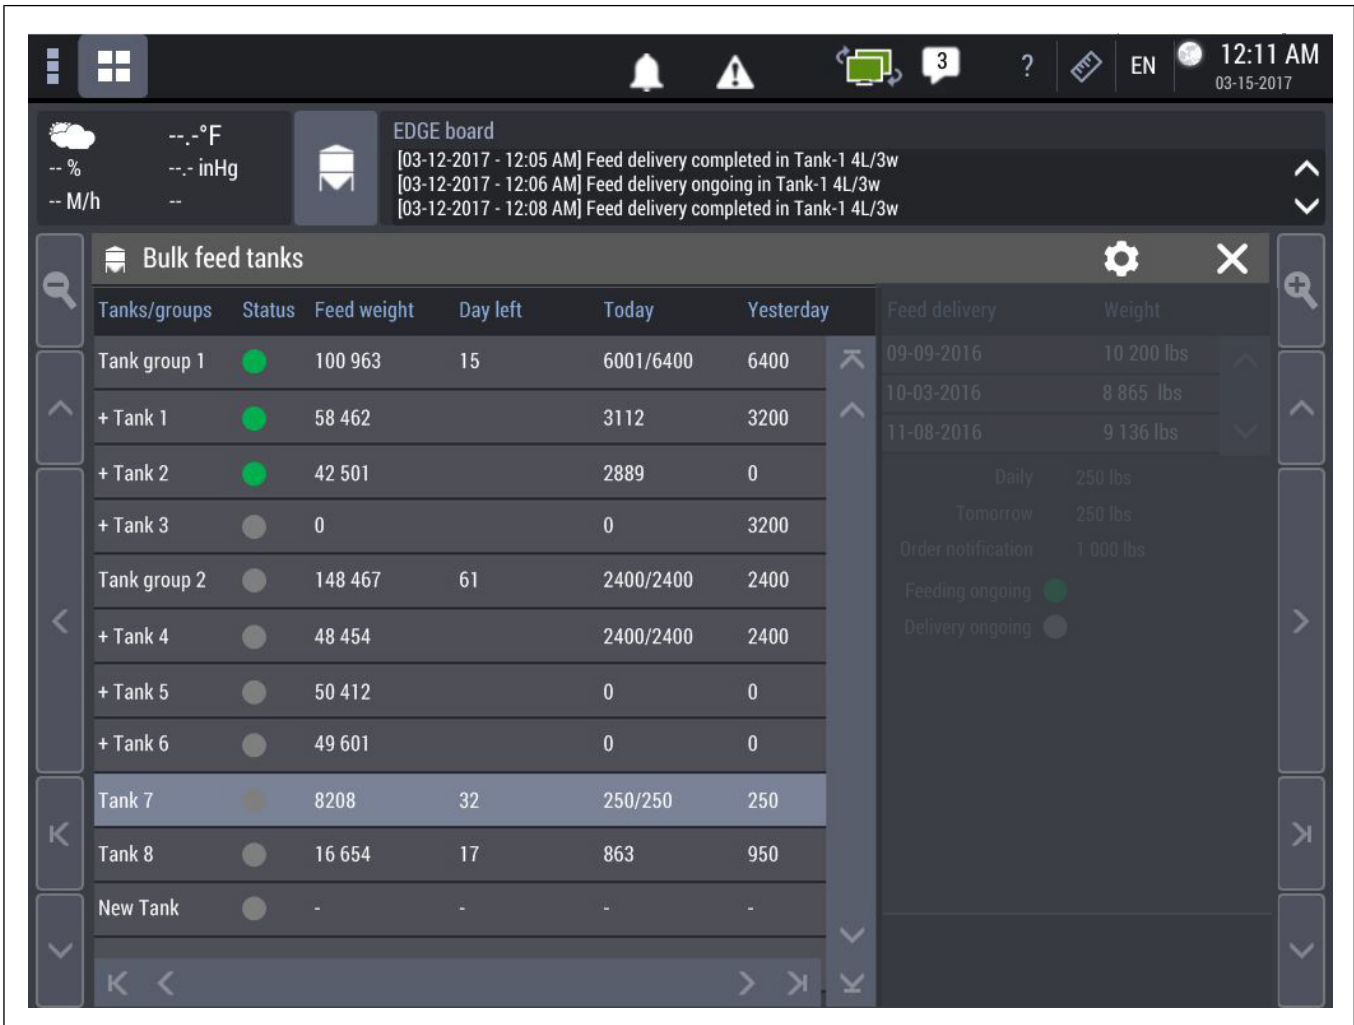 3 ? EN 12:11 AM
03-15-2017
--.-°F
-- % --.- inHg
-- M/h --
EDGE board
[03-12-2017 - 12:05 AM] Feed delivery completed in Tank-1 4L/3w
[03-12-2017 - 12:06 AM] Feed delivery ongoing in Tank-1 4L/3w
[03-12-2017 - 12:08 AM] Feed delivery completed in Tank-1 4L/3w
Bulk feed tanks
Tanks/groups Status Feed weight Day left Today Yesterday
Tank group 1 100 963 15 6001/6400 6400
+ Tank 1 58 462 3112 3200
+ Tank 2 42 501 2889 0
+ Tank 3 0 0 3200
Tank group 2 148 467 61 2400/2400 2400
+ Tank 4 48 454 2400/2400 2400
+ Tank 5 50 412 0 0
+ Tank 6 49 601 0 0
Tank 7 8208 32 250/250 250
Tank 8 16 654 17 863 950
New Tank - - - -
Feed delivery Weight
09-09-2016 10 200 lbs
10-03-2016 8 865 lbs
11-08-2016 9 136 lbs
Daily 250 lbs
Tomorrow 250 lbs
Order notification 1 000 lbs
Feeding ongoing
Delivery ongoing